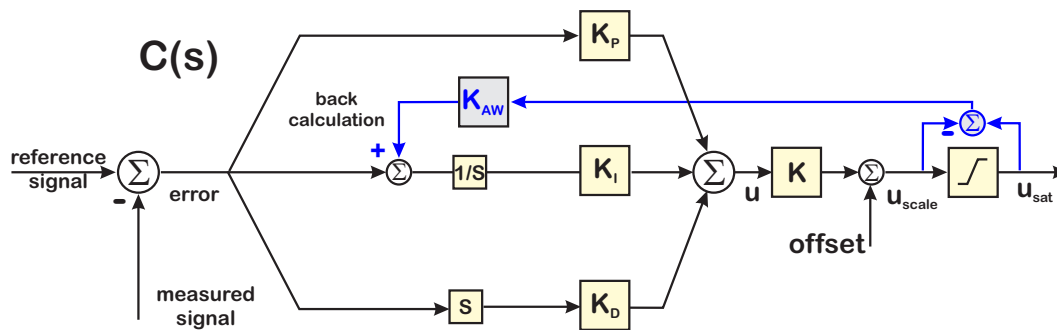 C(s)
K_P
back
calculation
K_AW
+
Σ
-
reference
signal
Σ
-
error
Σ
1/S
K_I
Σ
u
K
Σ
u_scale
u_sat
offset
measured
signal
S
K_D